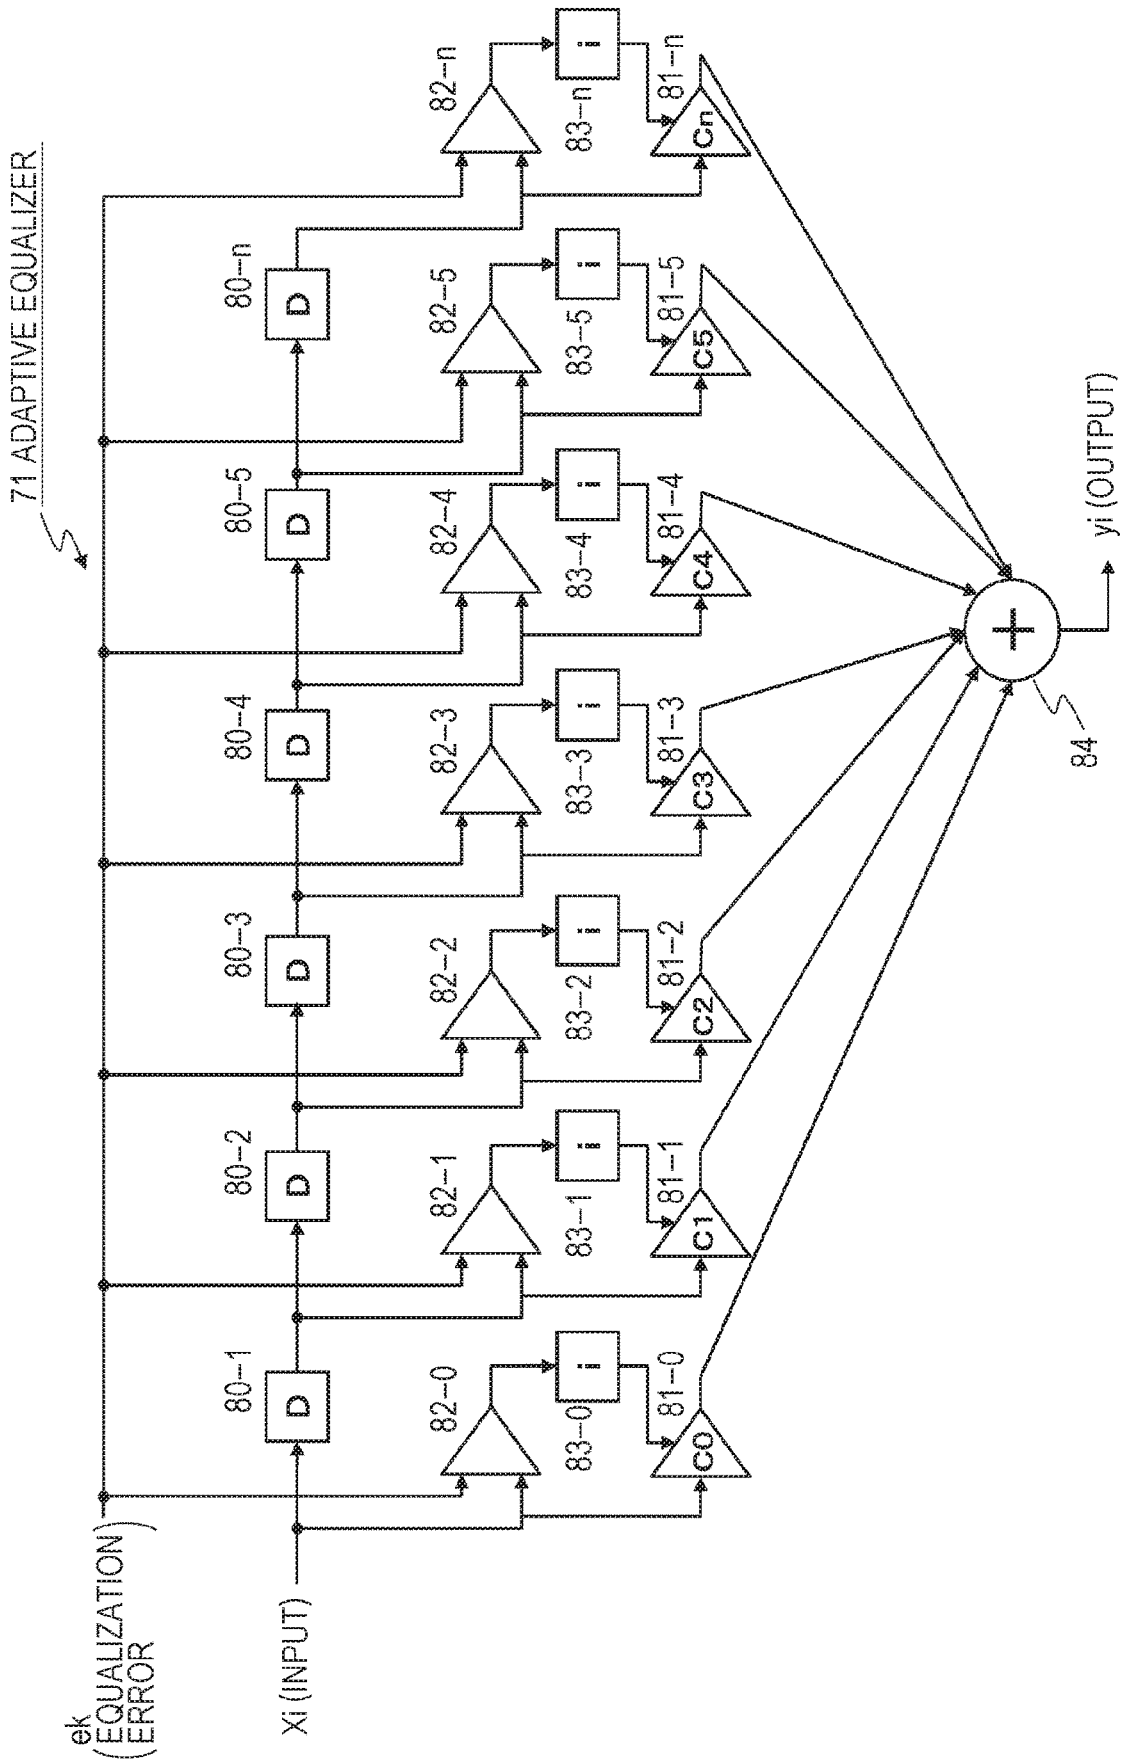 71 ADAPTIVE EQUALIZER
ek
(EQUALIZATION
ERROR)
Xi (INPUT)
80-1
80-2
80-3
80-4
80-5
80-n
D
D
D
D
D
D
82-0
82-1
82-2
82-3
82-4
82-5
82-n
83-0
83-1
83-2
83-3
83-4
83-5
83-n
81-0
81-1
81-2
81-3
81-4
81-5
81-n
C0
C1
C2
C3
C4
C5
Cn
+
84
yi (OUTPUT)